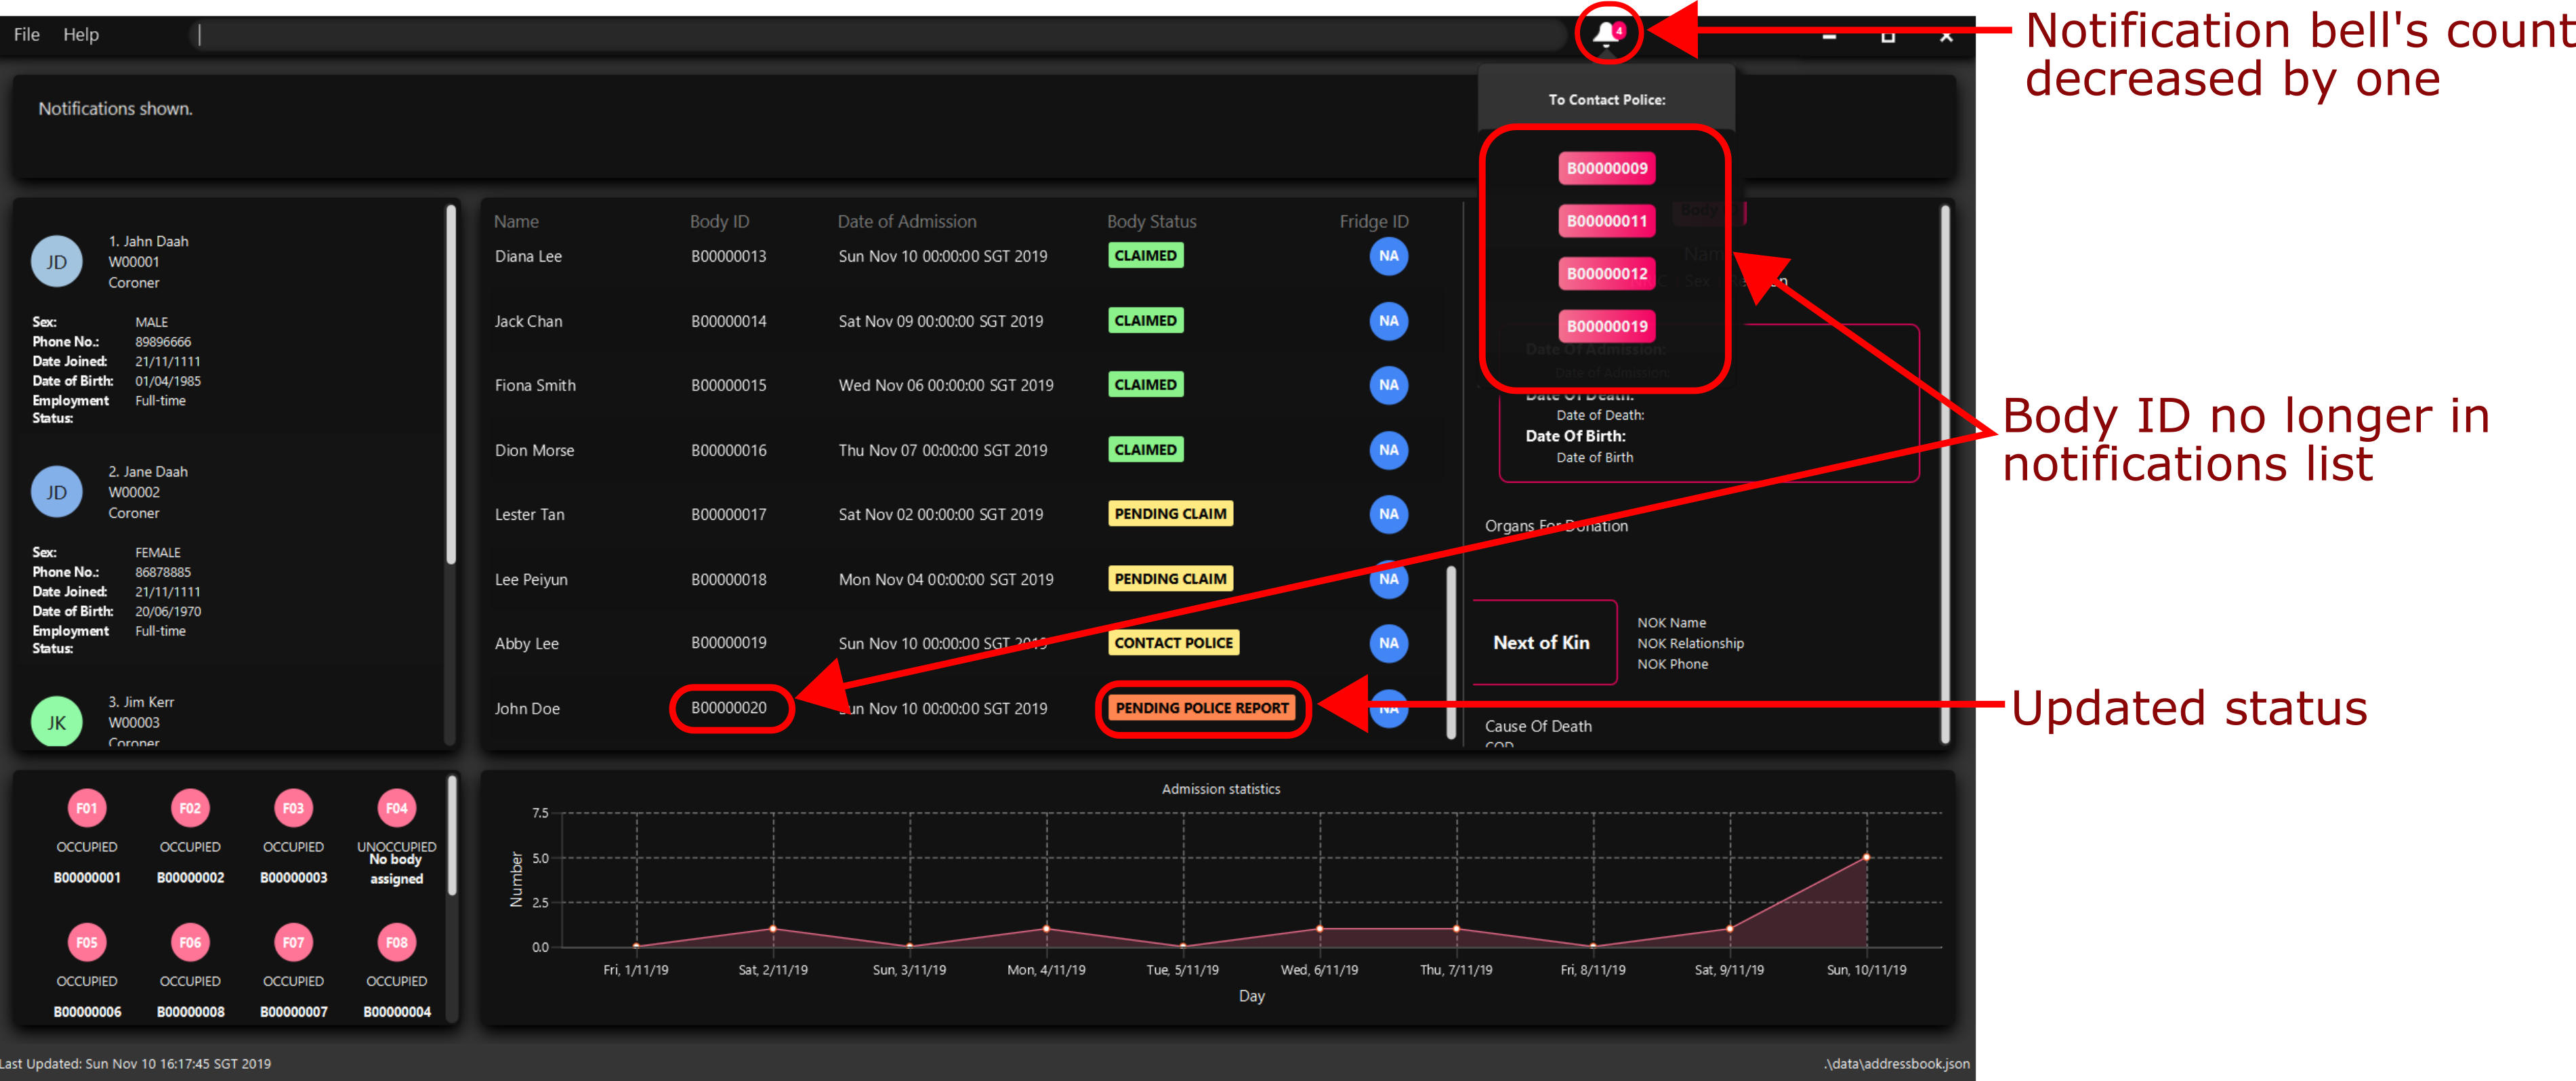 File Help
4
Notification bell's count
decreased by one
Notifications shown.
To Contact Police:
B00000009
B00000011
B00000012
B00000019
Body ID no longer in
notifications list
Updated status
JD
1. Jahn Daah
W00001
Coroner
Sex: MALE
Phone No.: 89896666
Date Joined: 21/11/1111
Date of Birth: 01/04/1985
Employment Full-time
Status:
JD
2. Jane Daah
W00002
Coroner
Sex: FEMALE
Phone No.: 86878885
Date Joined: 21/11/1111
Date of Birth: 20/06/1970
Employment Full-time
Status:
JK
3. Jim Kerr
W00003
Coroner
Name Body ID Date of Admission Body Status Fridge ID
Diana Lee B00000013 Sun Nov 10 00:00:00 SGT 2019 CLAIMED NA
Jack Chan B00000014 Sat Nov 09 00:00:00 SGT 2019 CLAIMED NA
Fiona Smith B00000015 Wed Nov 06 00:00:00 SGT 2019 CLAIMED NA
Dion Morse B00000016 Thu Nov 07 00:00:00 SGT 2019 CLAIMED NA
Lester Tan B00000017 Sat Nov 02 00:00:00 SGT 2019 PENDING CLAIM NA
Lee Peiyun B00000018 Mon Nov 04 00:00:00 SGT 2019 PENDING CLAIM NA
Abby Lee B00000019 Sun Nov 10 00:00:00 SGT 2019 CONTACT POLICE NA
John Doe B00000020 Sun Nov 10 00:00:00 SGT 2019 PENDING POLICE REPORT NA
Date Of Admission:
Date of Admission:
Date Of Death:
Date of Death:
Date Of Birth:
Date of Birth
Organs For Donation
Next of Kin
NOK Name
NOK Relationship
NOK Phone
Cause Of Death
COD
F01 F02 F03 F04
OCCUPIED OCCUPIED OCCUPIED UNOCCUPIED
No body
assigned
B00000001 B00000002 B00000003
F05 F06 F07 F08
OCCUPIED OCCUPIED OCCUPIED OCCUPIED
B00000006 B00000008 B00000007 B00000004
Admission statistics
Number
7.5
5.0
2.5
0.0
Fri, 1/11/19 Sat, 2/11/19 Sun, 3/11/19 Mon, 4/11/19 Tue, 5/11/19 Wed, 6/11/19 Thu, 7/11/19 Fri, 8/11/19 Sat, 9/11/19 Sun, 10/11/19
Day
Last Updated: Sun Nov 10 16:17:45 SGT 2019
.\data\addressbook.json